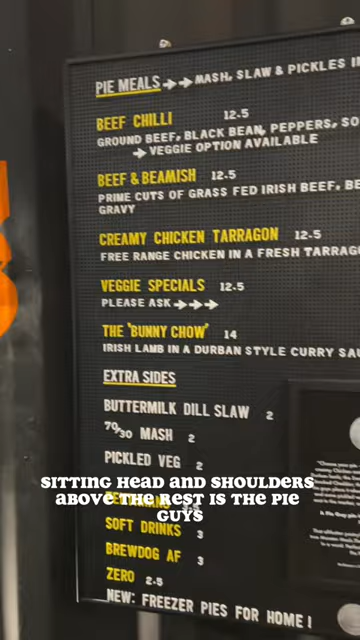 PIE MEALS →→ MASH, SLAW & PICKLES
BEEF CHILLI 12.5
GROUND BEEF, BLACK BEAN, PEPPERS,
→ VEGGIE OPTION AVAILABLE
BEEF & BEAMISH 12.5
PRIME CUTS OF GRASS FED IRISH BEEF,
GRAVY
CREAMY CHICKEN TARRAGON 12.5
FREE RANGE CHICKEN IN A FRESH
VEGGIE SPECIALS 12.5
PLEASE ASK →→→
THE "BUNNY CHOW" 14
IRISH LAMB IN A DURBAN STYLE CURRY
EXTRA SIDES
BUTTERMILK DILL SLAW 2
70/30 MASH 2
PICKLED VEG 2
SITTING HEAD AND SHOULDERS
ABOVE THE REST IS THE PIE
GUYS
SOFT DRINKS 3
BREWDOG AF 3
ZERO 2.5
NEW: FREEZER PIES FOR HOME!